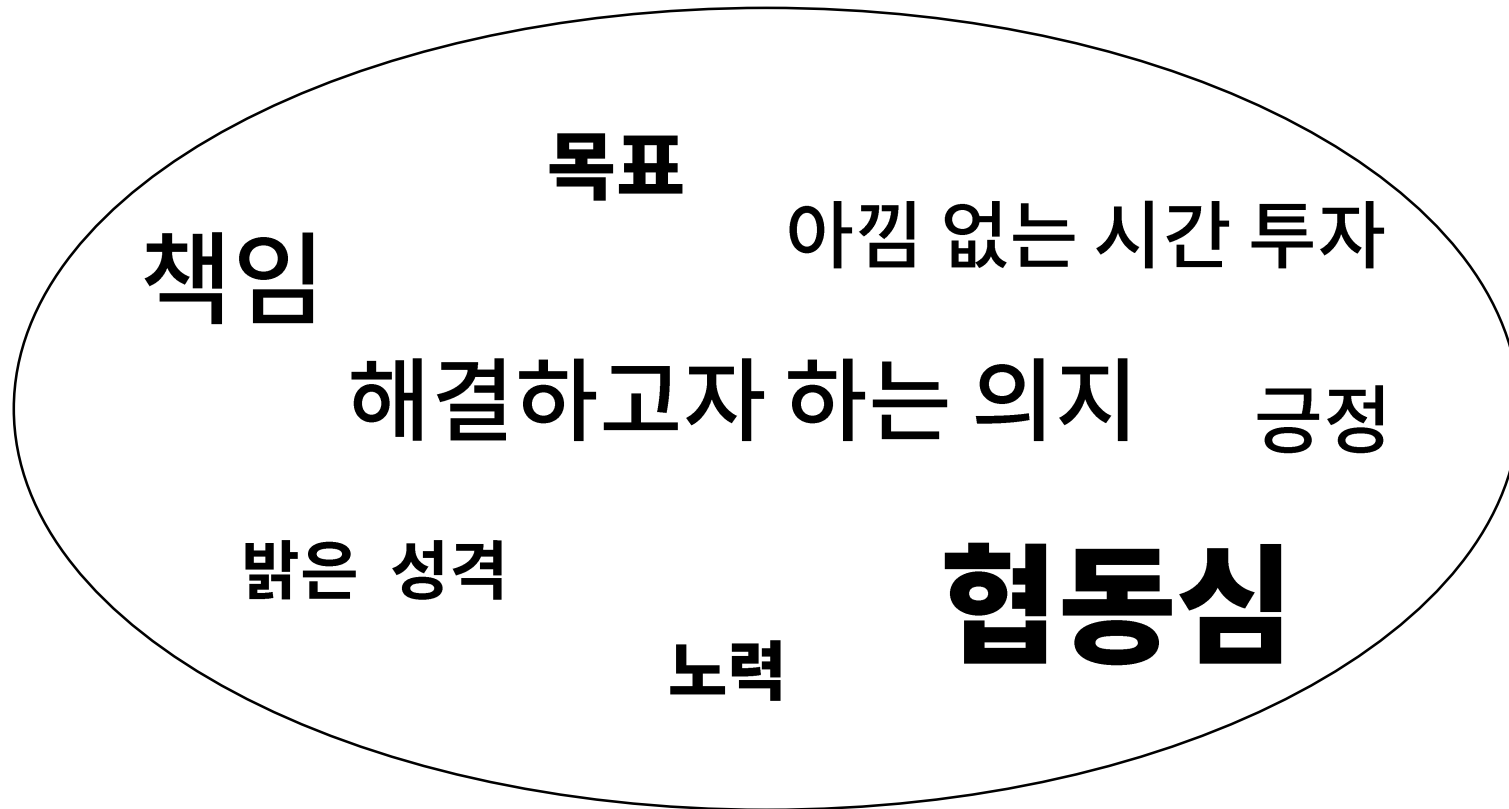 목표
아낌 없는 시간 투자
책임
해결하고자 하는 의지
긍정
밝은 성격
협동심
노력